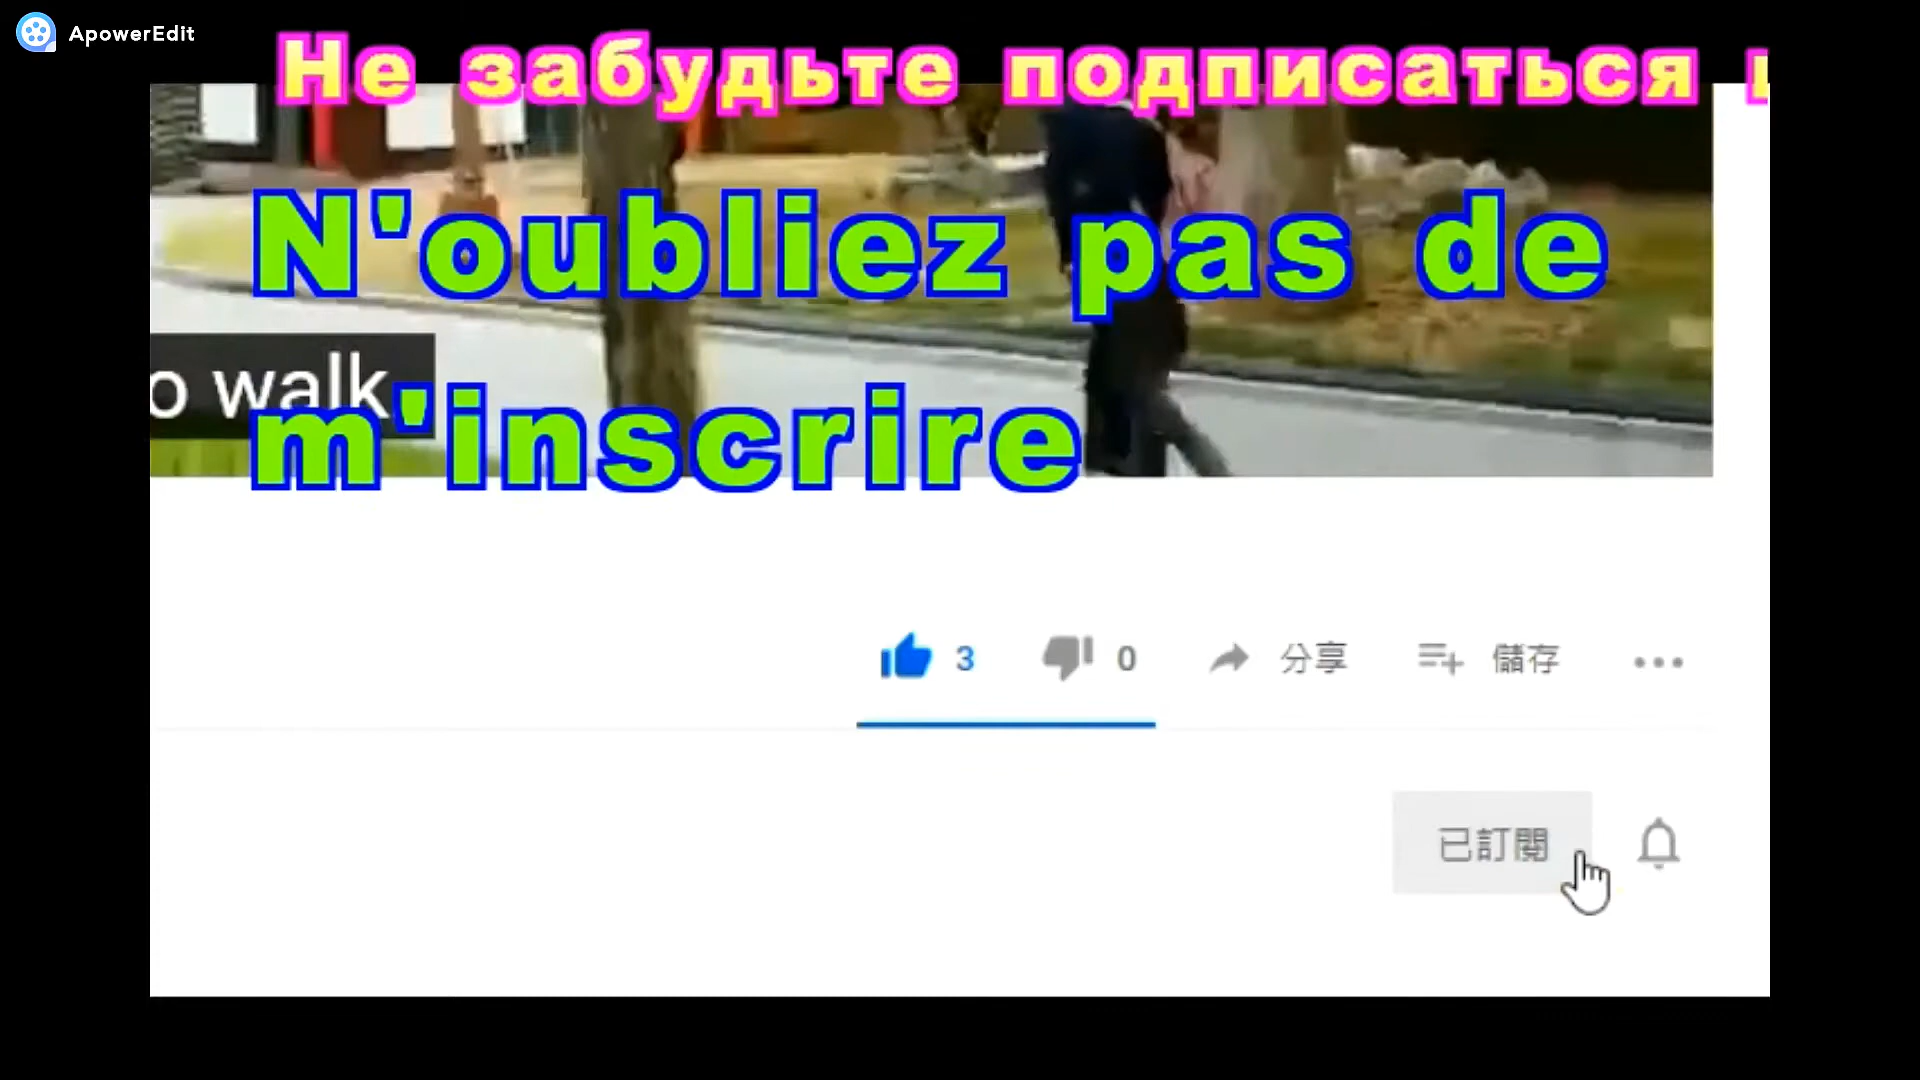 ApowerEdit
Не забудьте подписаться
N'oubliez pas de
o walk
m'inscrire
3
0
分享
儲存
已訂閱